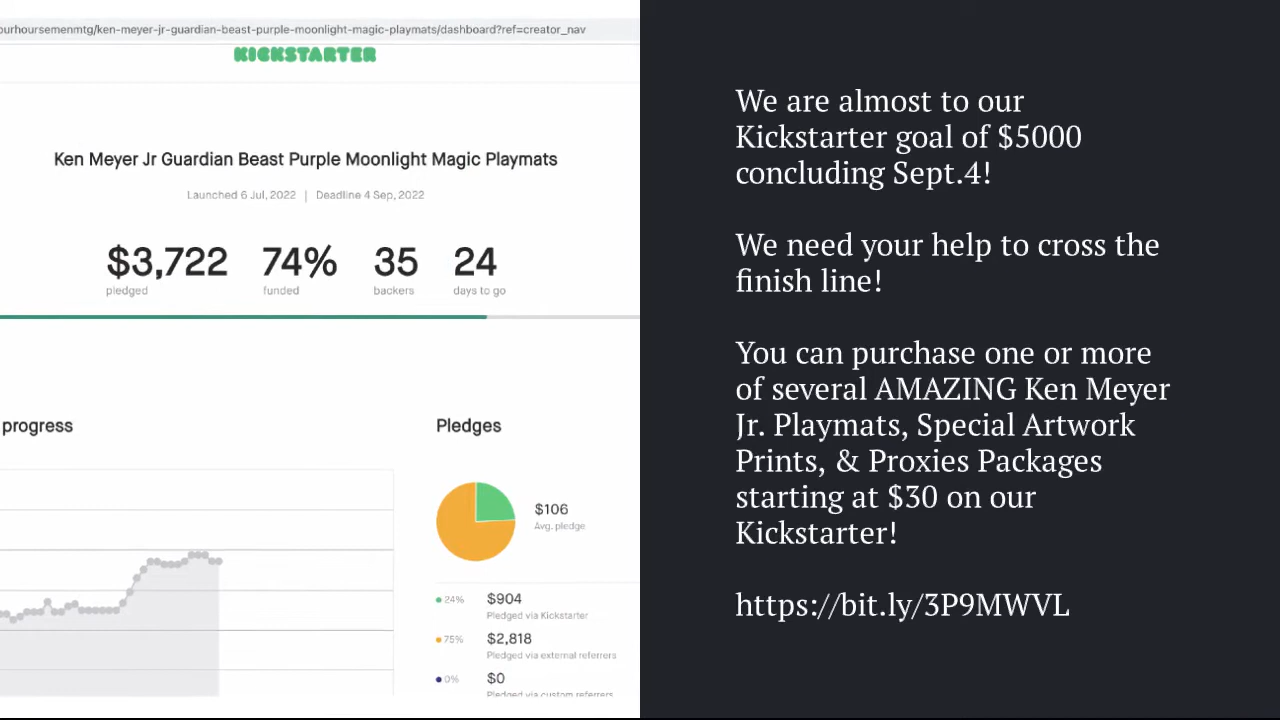 ourhoursemenmtg/ken-meyer-jr-guardian-beast-purple-moonlight-magic-playmats/dashboard?ref=creator_nav
KICKSTARTER
Ken Meyer Jr Guardian Beast Purple Moonlight Magic Playmats
Launched 6 Jul, 2022 | Deadline 4 Sep, 2022
$3,722 74% 35 24
pledged funded backers days to go
progress
Pledges
$106
Avg. pledge
24% $904
Pledged via Kickstarter
75% $2,818
Pledged via external referrers
0% $0
Pledged via custom referrers
We are almost to our
Kickstarter goal of $5000
concluding Sept.4!
We need your help to cross the
finish line!
You can purchase one or more
of several AMAZING Ken Meyer
Jr. Playmats, Special Artwork
Prints, & Proxies Packages
starting at $30 on our
Kickstarter!
https://bit.ly/3P9MWVL